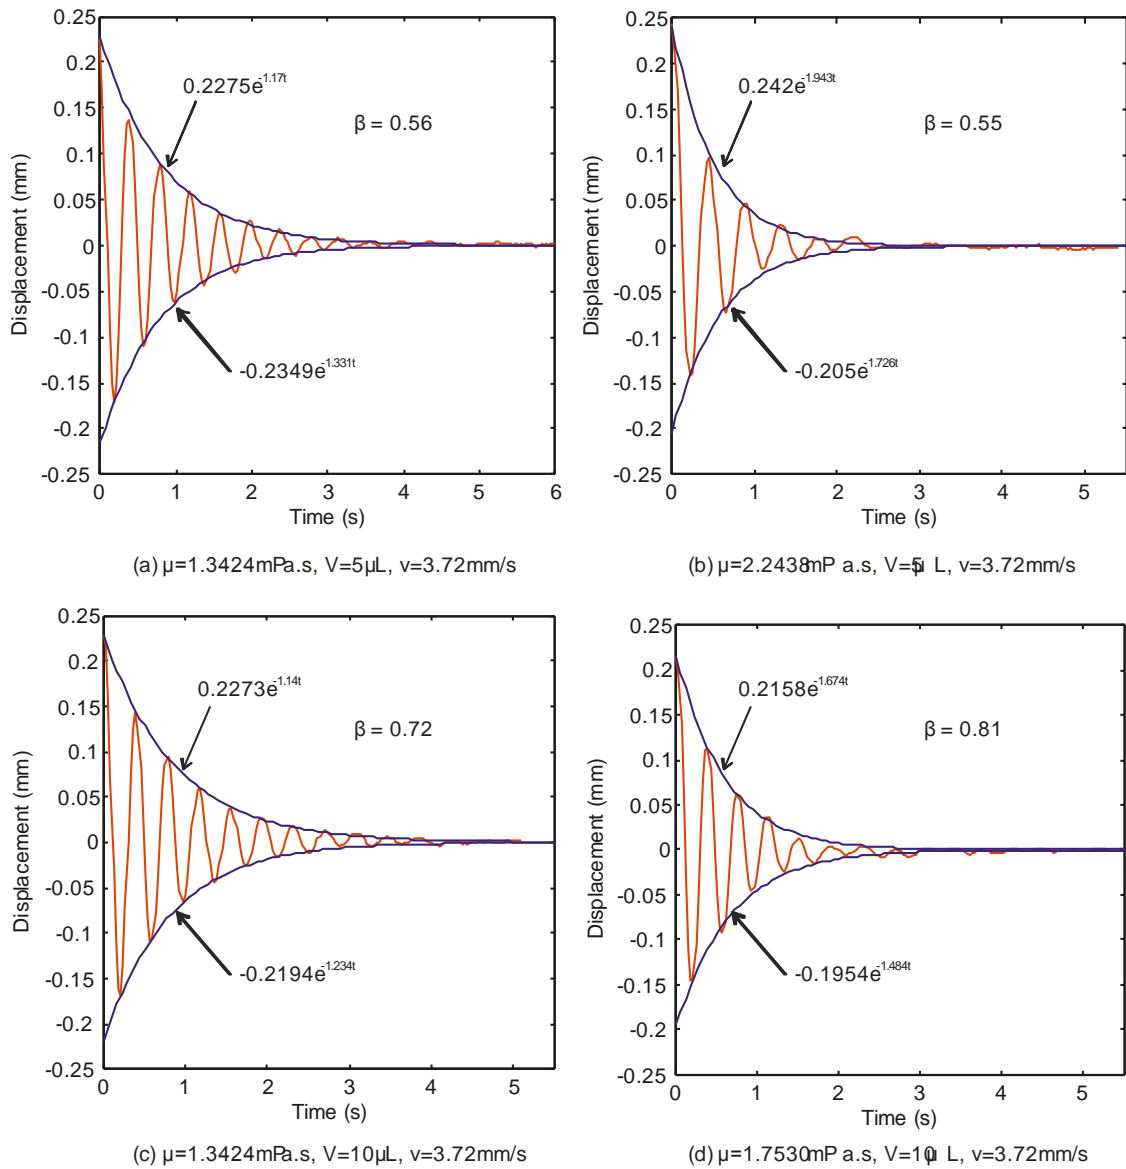 0.25
0.2
0.15
0.1
0.05
0
-0.05
-0.1
-0.15
-0.2
-0.25
Displacement (mm)
0.2275e-1.17t
β = 0.56
-0.2349e-1.331t
0 1 2 3 4 5 6
Time (s)
(a) μ=1.3424mPa.s, V=5μL, v=3.72mm/s
0.25
0.2
0.15
0.1
0.05
0
-0.05
-0.1
-0.15
-0.2
-0.25
Displacement (mm)
0.242e-1.943t
β = 0.55
-0.205e-1.726t
0 1 2 3 4 5
Time (s)
(b) μ=2.2438mP a.s, V=5μ L, v=3.72mm/s
0.25
0.2
0.15
0.1
0.05
0
-0.05
-0.1
-0.15
-0.2
-0.25
Displacement (mm)
0.2273e-1.14t
β = 0.72
-0.2194e-1.234t
0 1 2 3 4 5
Time (s)
(c) μ=1.3424mPa.s, V=10μL, v=3.72mm/s
0.25
0.2
0.15
0.1
0.05
0
-0.05
-0.1
-0.15
-0.2
-0.25
Displacement (mm)
0.2158e-1.674t
β = 0.81
-0.1954e-1.484t
0 1 2 3 4 5
Time (s)
(d) μ=1.7530mP a.s, V=10μ L, v=3.72mm/s